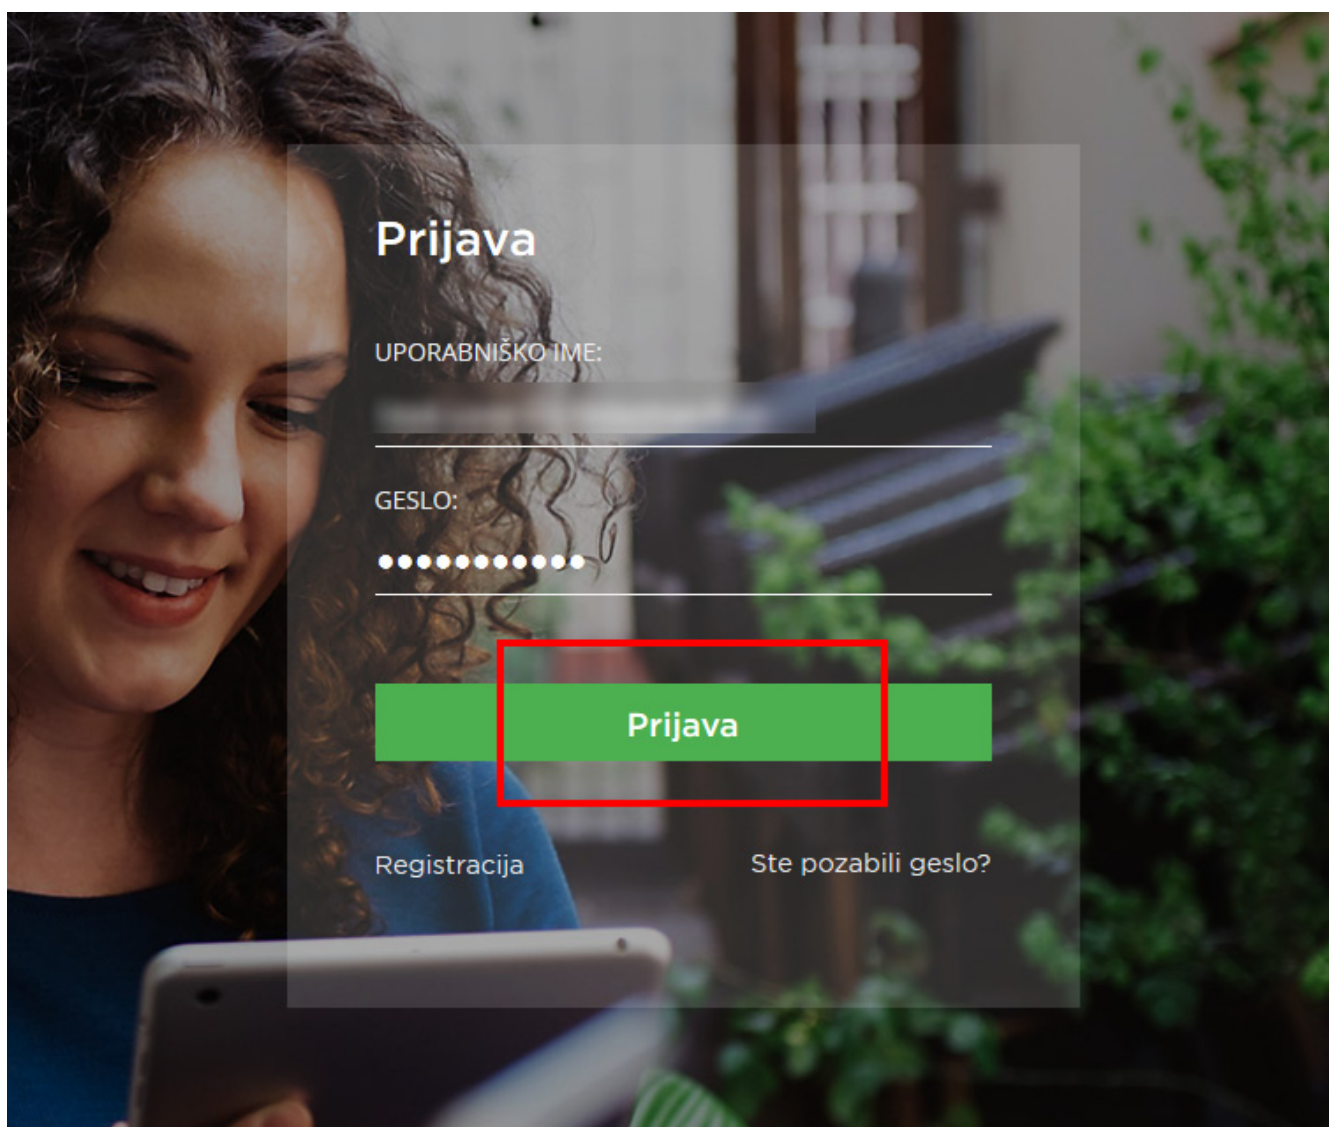 Prijava
UPORABNIŠKO IME:
GESLO:
●●●●●●●●●●●
Prijava
Registracija
Ste pozabili geslo?